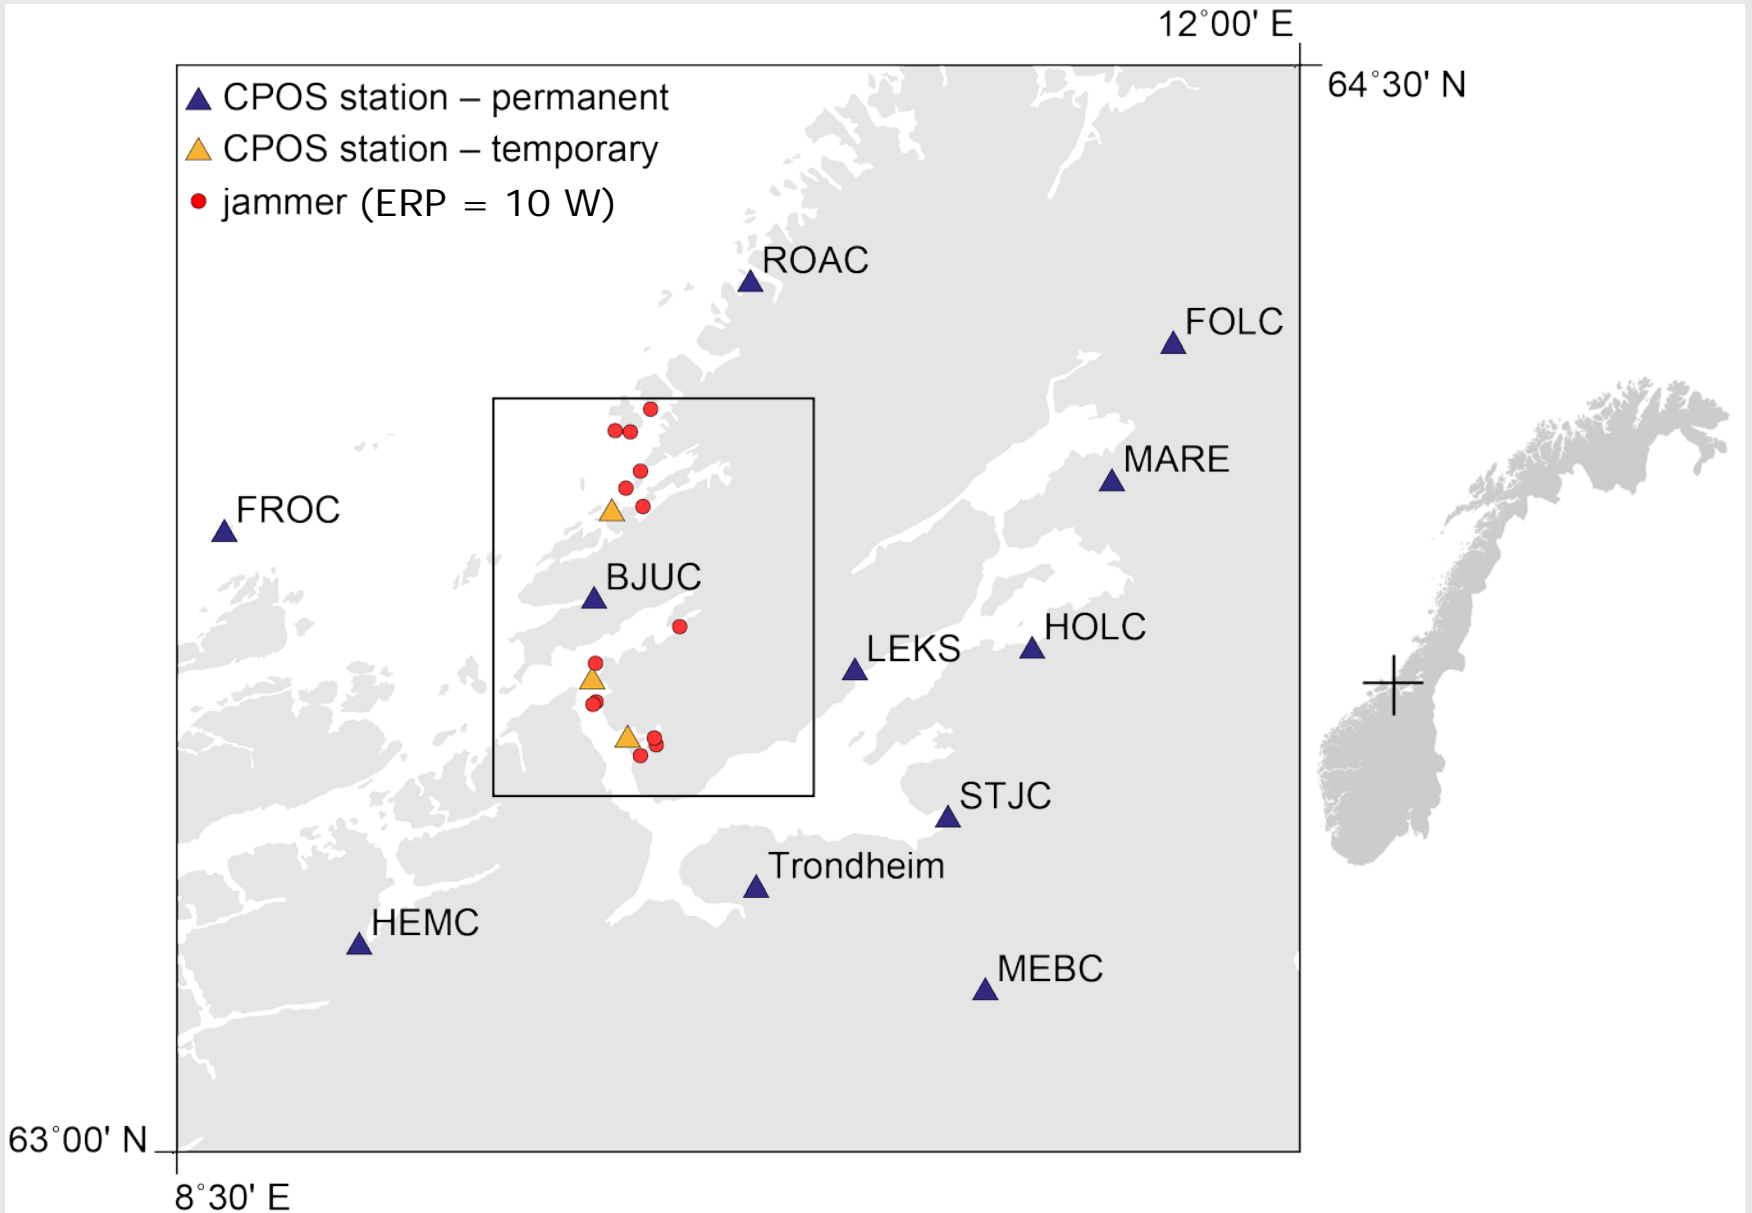 12°00' E
64°30' N
CPOS station – permanent
CPOS station – temporary
jammer (ERP = 10 W)
ROAC
FOLC
MARE
FROC
BJUC
HOLC
LEKS
STJC
Trondheim
HEMC
MEBC
63°00' N
8°30' E